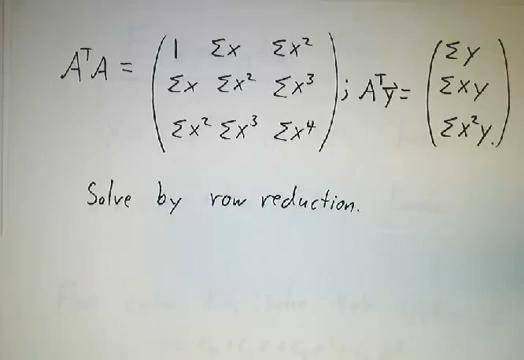 AᵀA = ( 1 Σx Σx²
Σx Σx² Σx³
Σx² Σx³ Σx⁴ ) ; Aᵀy⃗ = ( Σy
Σxy
Σx²y. )
Solve by row reduction.